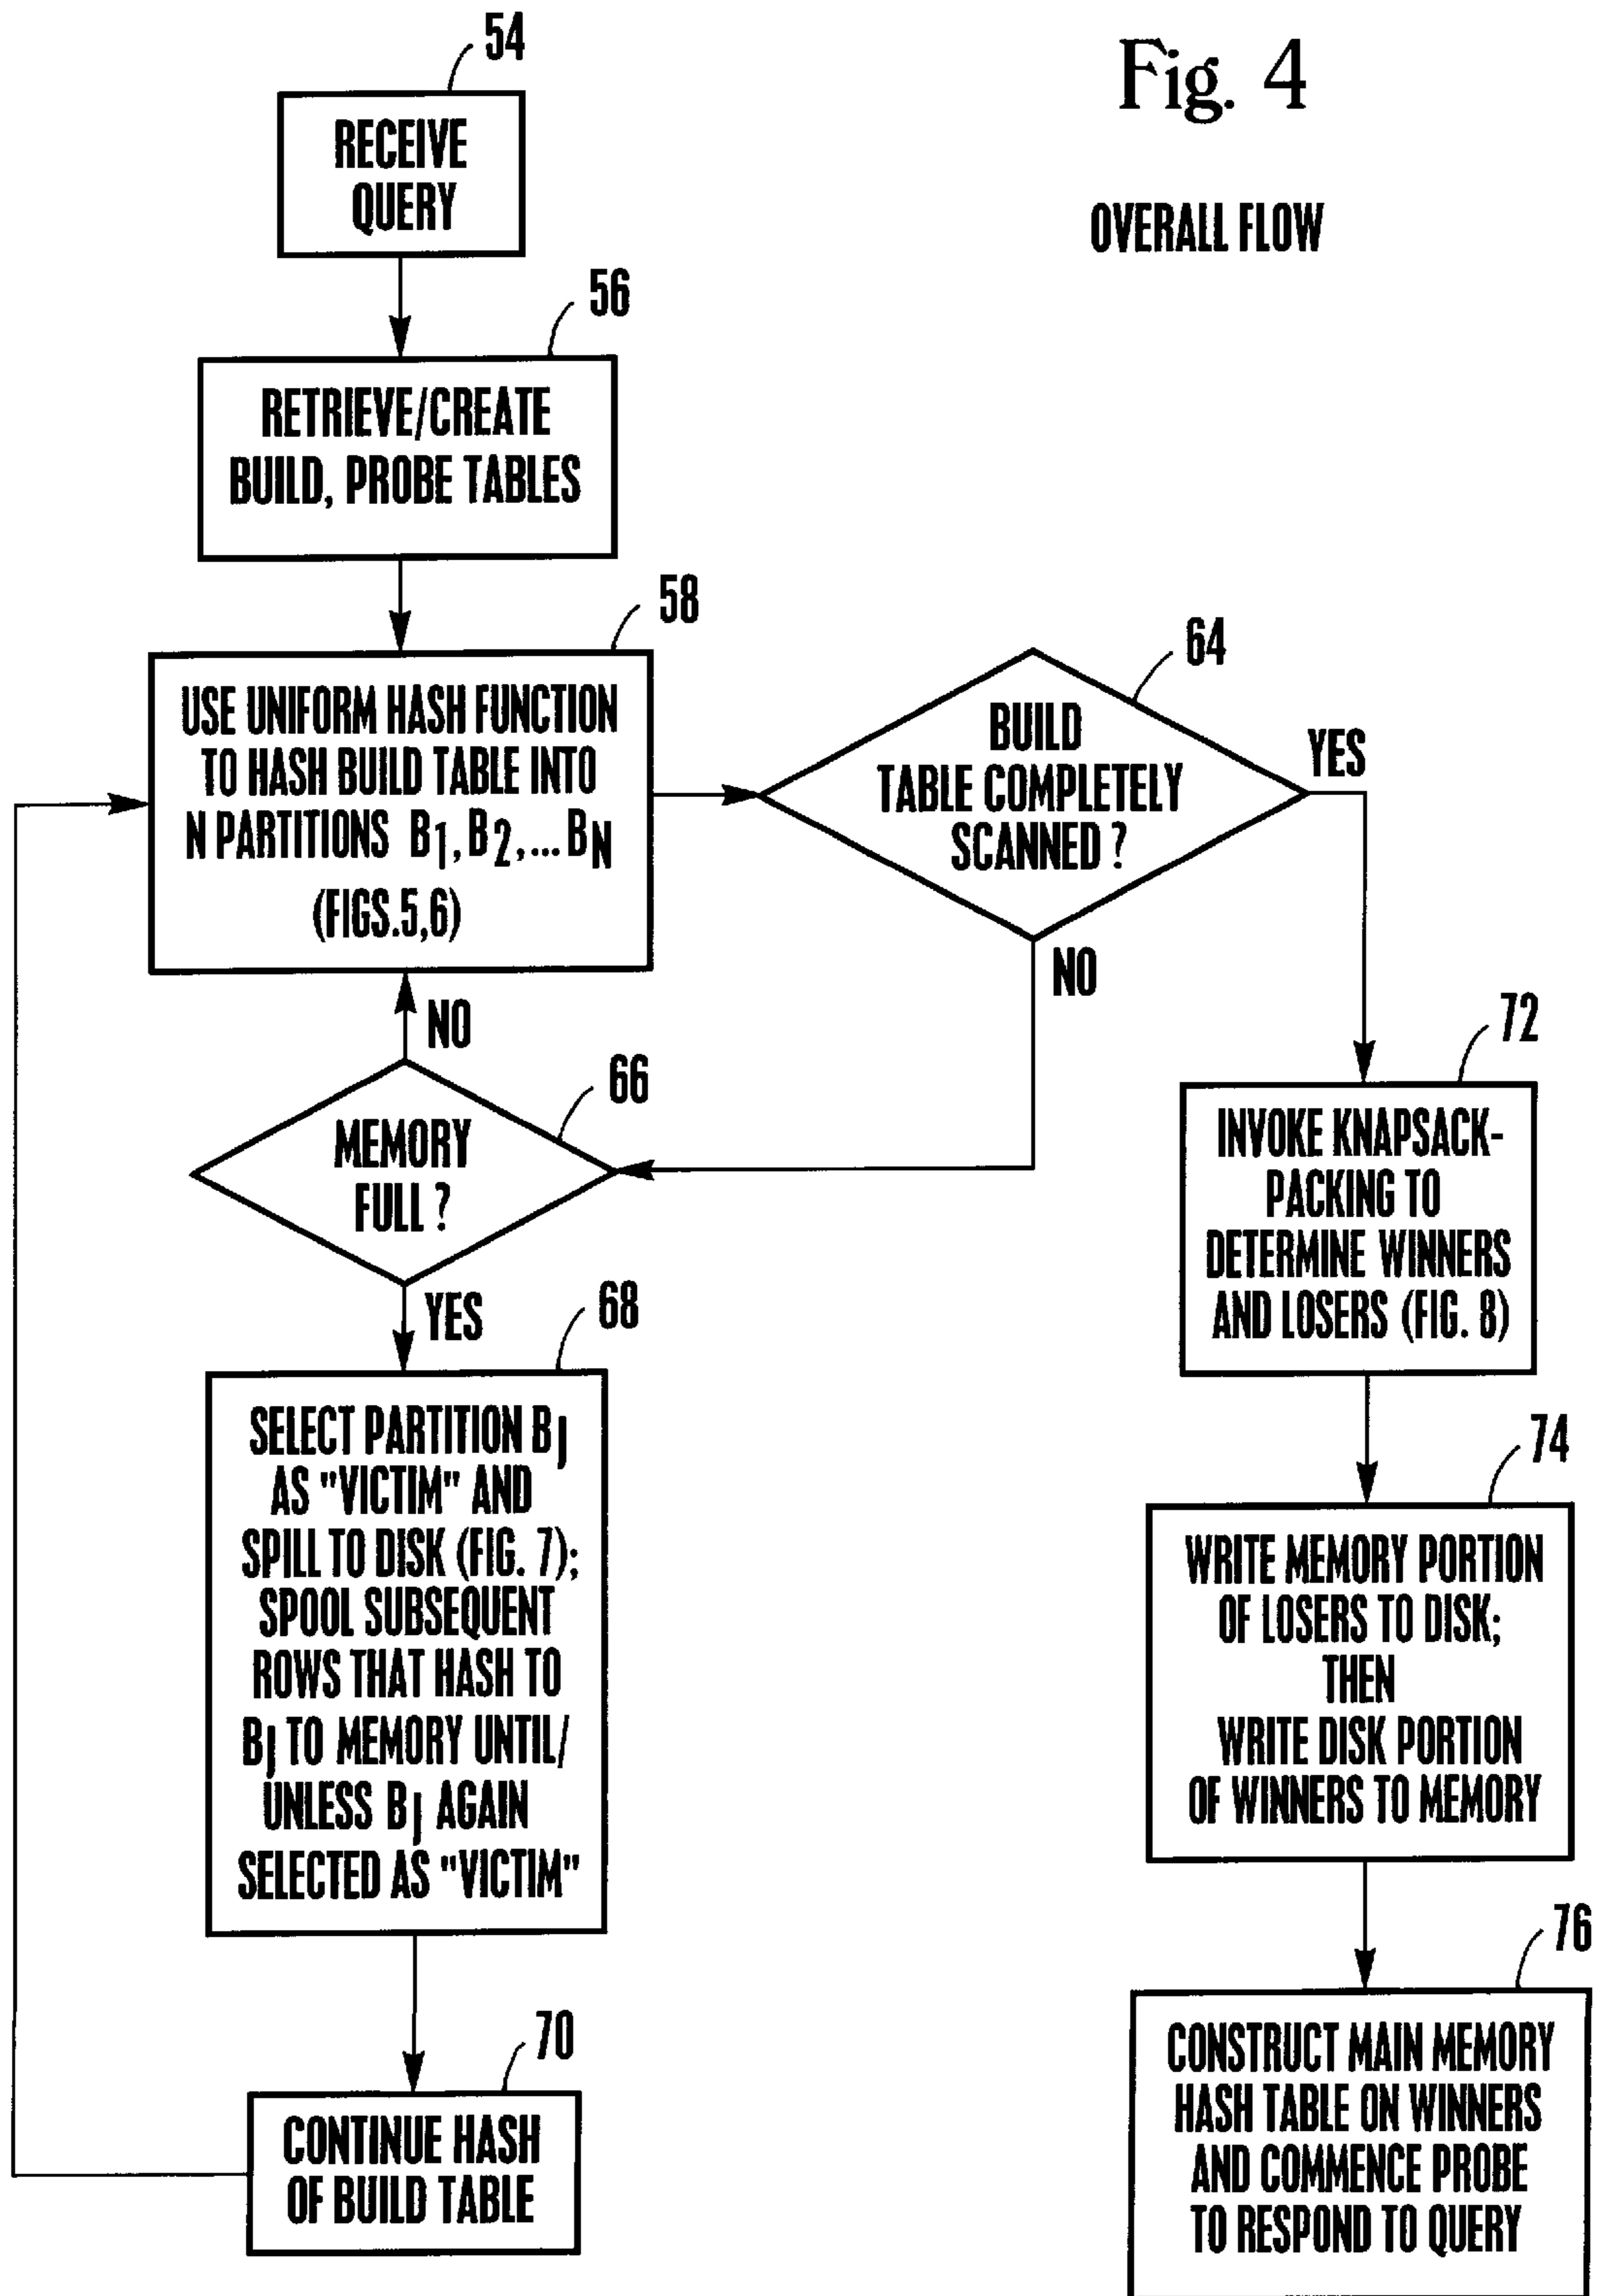 Fig. 4
OVERALL FLOW
54
RECEIVE
QUERY
56
RETRIEVE/CREATE
BUILD, PROBE TABLES
58
USE UNIFORM HASH FUNCTION
TO HASH BUILD TABLE INTO
N PARTITIONS B1, B2, ... BN
(FIGS.5,6)
64
BUILD
TABLE COMPLETELY
SCANNED ?
YES
NO
NO
66
MEMORY
FULL ?
YES
68
SELECT PARTITION Bj
AS "VICTIM" AND
SPILL TO DISK (FIG. 7);
SPOOL SUBSEQUENT
ROWS THAT HASH TO
Bj TO MEMORY UNTIL/
UNLESS Bj AGAIN
SELECTED AS "VICTIM"
70
CONTINUE HASH
OF BUILD TABLE
72
INVOKE KNAPSACK-
PACKING TO
DETERMINE WINNERS
AND LOSERS (FIG. 8)
74
WRITE MEMORY PORTION
OF LOSERS TO DISK;
THEN
WRITE DISK PORTION
OF WINNERS TO MEMORY
76
CONSTRUCT MAIN MEMORY
HASH TABLE ON WINNERS
AND COMMENCE PROBE
TO RESPOND TO QUERY